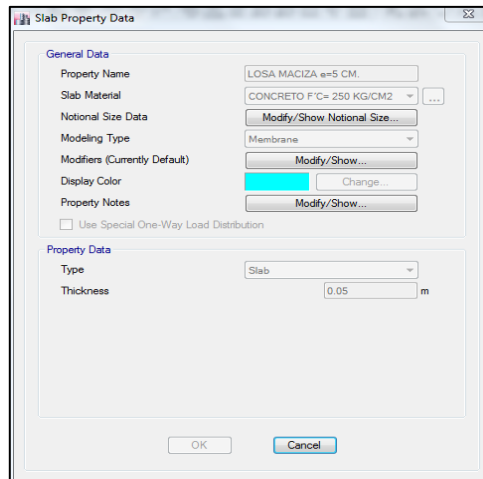 Slab Property Data
General Data
Property Name LOSA MACIZA e=5 CM.
Slab Material CONCRETO F´C= 250 KG/CM2 ...
Notional Size Data Modify/Show Notional Size...
Modeling Type Membrane
Modifiers (Currently Default) Modify/Show...
Display Color Change...
Property Notes Modify/Show...
Use Special One-Way Load Distribution
Property Data
Type Slab
Thickness 0.05 m
OK Cancel